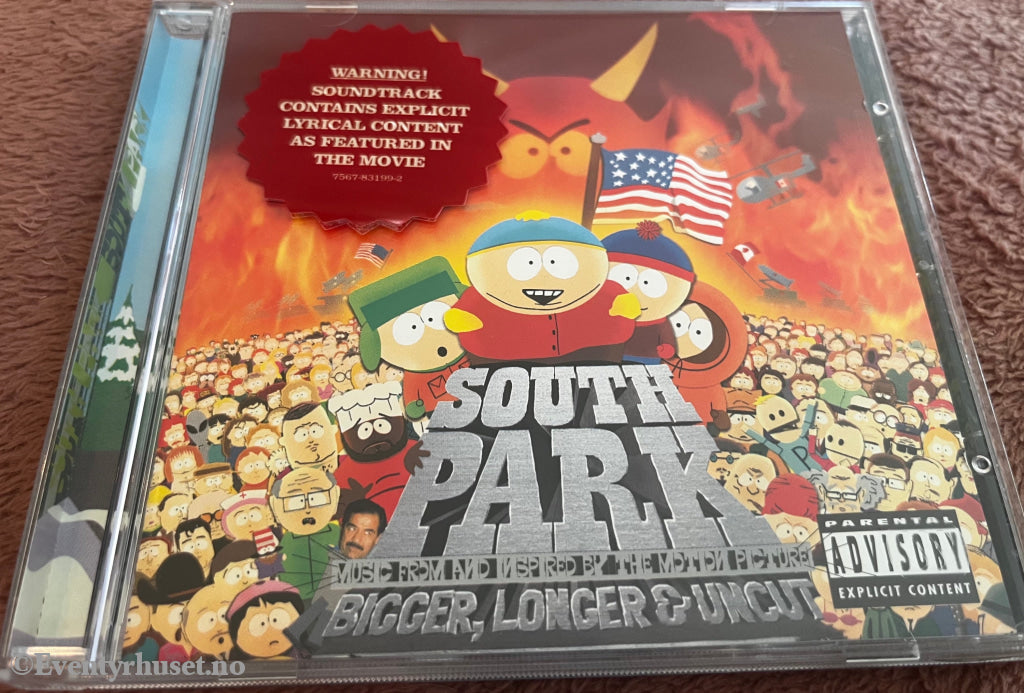 WARNING!
SOUNDTRACK
CONTAINS EXPLICIT
LYRICAL CONTENT
AS FEATURED IN
THE MOVIE
7567-83199-2
SOUTH
PARK
MUSIC FROM AND INSPIRED BY THE MOTION PICTURE
BIGGER, LONGER & UNCUT
PARENTAL
ADVISORY
EXPLICIT CONTENT
©Eventyrhuset.no